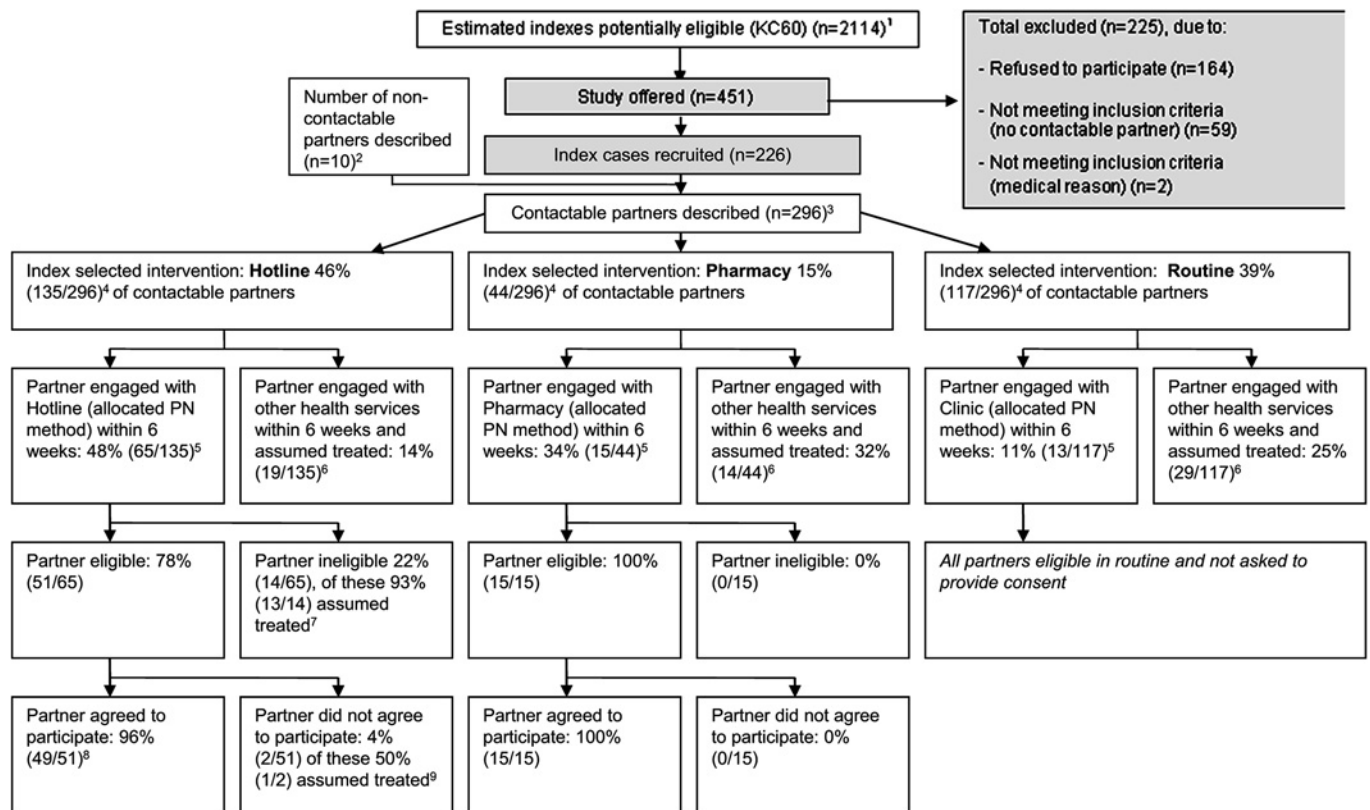 Estimated indexes potentially eligible (KC60) (n=2114)¹
Total excluded (n=225), due to:
- Refused to participate (n=164)
- Not meeting inclusion criteria
(no contactable partner) (n=59)
- Not meeting inclusion criteria
(medical reason) (n=2)
Study offered (n=451)
Number of non-
contactable
partners described
(n=10)²
Index cases recruited (n=226)
Contactable partners described (n=296)³
Index selected intervention: Hotline 46%
(135/296)⁴ of contactable partners
Index selected intervention: Pharmacy 15%
(44/296)⁴ of contactable partners
Index selected intervention: Routine 39%
(117/296)⁴ of contactable partners
Partner engaged with
Hotline (allocated PN
method) within 6
weeks: 48% (65/135)⁵
Partner engaged with
other health services
within 6 weeks and
assumed treated: 14%
(19/135)⁶
Partner engaged with
Pharmacy (allocated
PN method) within 6
weeks: 34% (15/44)⁵
Partner engaged with
other health services
within 6 weeks and
assumed treated: 32%
(14/44)⁶
Partner engaged with
Clinic (allocated PN
method) within 6
weeks: 11% (13/117)⁵
Partner engaged with
other health services
within 6 weeks and
assumed treated: 25%
(29/117)⁶
Partner eligible: 78%
(51/65)
Partner ineligible 22%
(14/65), of these 93%
(13/14) assumed
treated⁷
Partner eligible: 100%
(15/15)
Partner ineligible: 0%
(0/15)
All partners eligible in routine and not asked to
provide consent
Partner agreed to
participate: 96%
(49/51)⁸
Partner did not agree
to participate: 4%
(2/51) of these 50%
(1/2) assumed treated⁹
Partner agreed to
participate: 100%
(15/15)
Partner did not agree
to participate: 0%
(0/15)